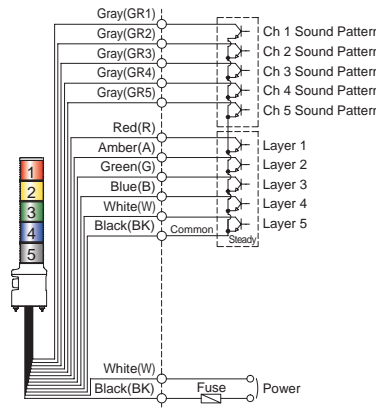 Gray(GR1) Ch 1 Sound Pattern
Gray(GR2) Ch 2 Sound Pattern
Gray(GR3) Ch 3 Sound Pattern
Gray(GR4) Ch 4 Sound Pattern
Gray(GR5) Ch 5 Sound Pattern
Red(R) Layer 1
Amber(A) Layer 2
Green(G) Layer 3
Blue(B) Layer 4
White(W) Layer 5
Black(BK) Common Steady
1
2
3
4
5
White(W)
Black(BK) Fuse Power